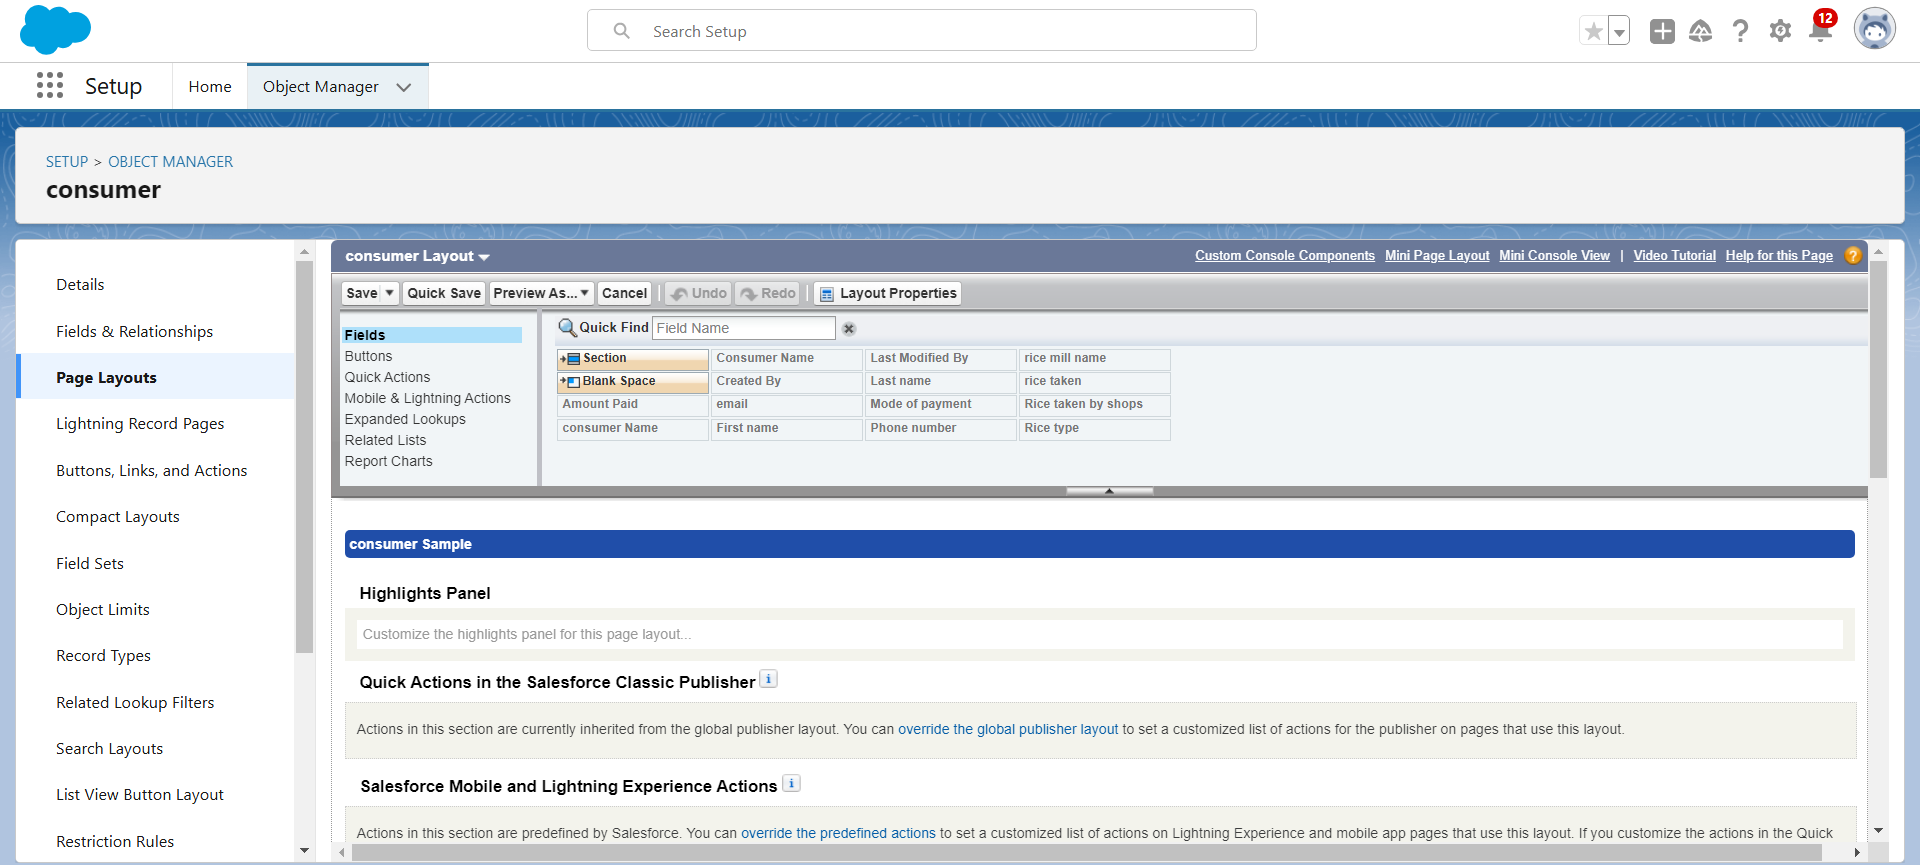 Search Setup
12
Setup
Home
Object Manager
SETUP > OBJECT MANAGER
consumer
Details
Fields & Relationships
Page Layouts
Lightning Record Pages
Buttons, Links, and Actions
Compact Layouts
Field Sets
Object Limits
Record Types
Related Lookup Filters
Search Layouts
List View Button Layout
Restriction Rules
consumer Layout
Custom Console Components Mini Page Layout Mini Console View | Video Tutorial Help for this Page ?
Save Quick Save Preview As... Cancel Undo Redo Layout Properties
Fields
Buttons
Quick Actions
Mobile & Lightning Actions
Expanded Lookups
Related Lists
Report Charts
Quick Find Field Name
Section Consumer Name Last Modified By rice mill name
Blank Space Created By Last name rice taken
Amount Paid email Mode of payment Rice taken by shops
consumer Name First name Phone number Rice type
consumer Sample
Highlights Panel
Customize the highlights panel for this page layout...
Quick Actions in the Salesforce Classic Publisher i
Actions in this section are currently inherited from the global publisher layout. You can override the global publisher layout to set a customized list of actions for the publisher on pages that use this layout.
Salesforce Mobile and Lightning Experience Actions i
Actions in this section are predefined by Salesforce. You can override the predefined actions to set a customized list of actions on Lightning Experience and mobile app pages that use this layout. If you customize the actions in the Quick